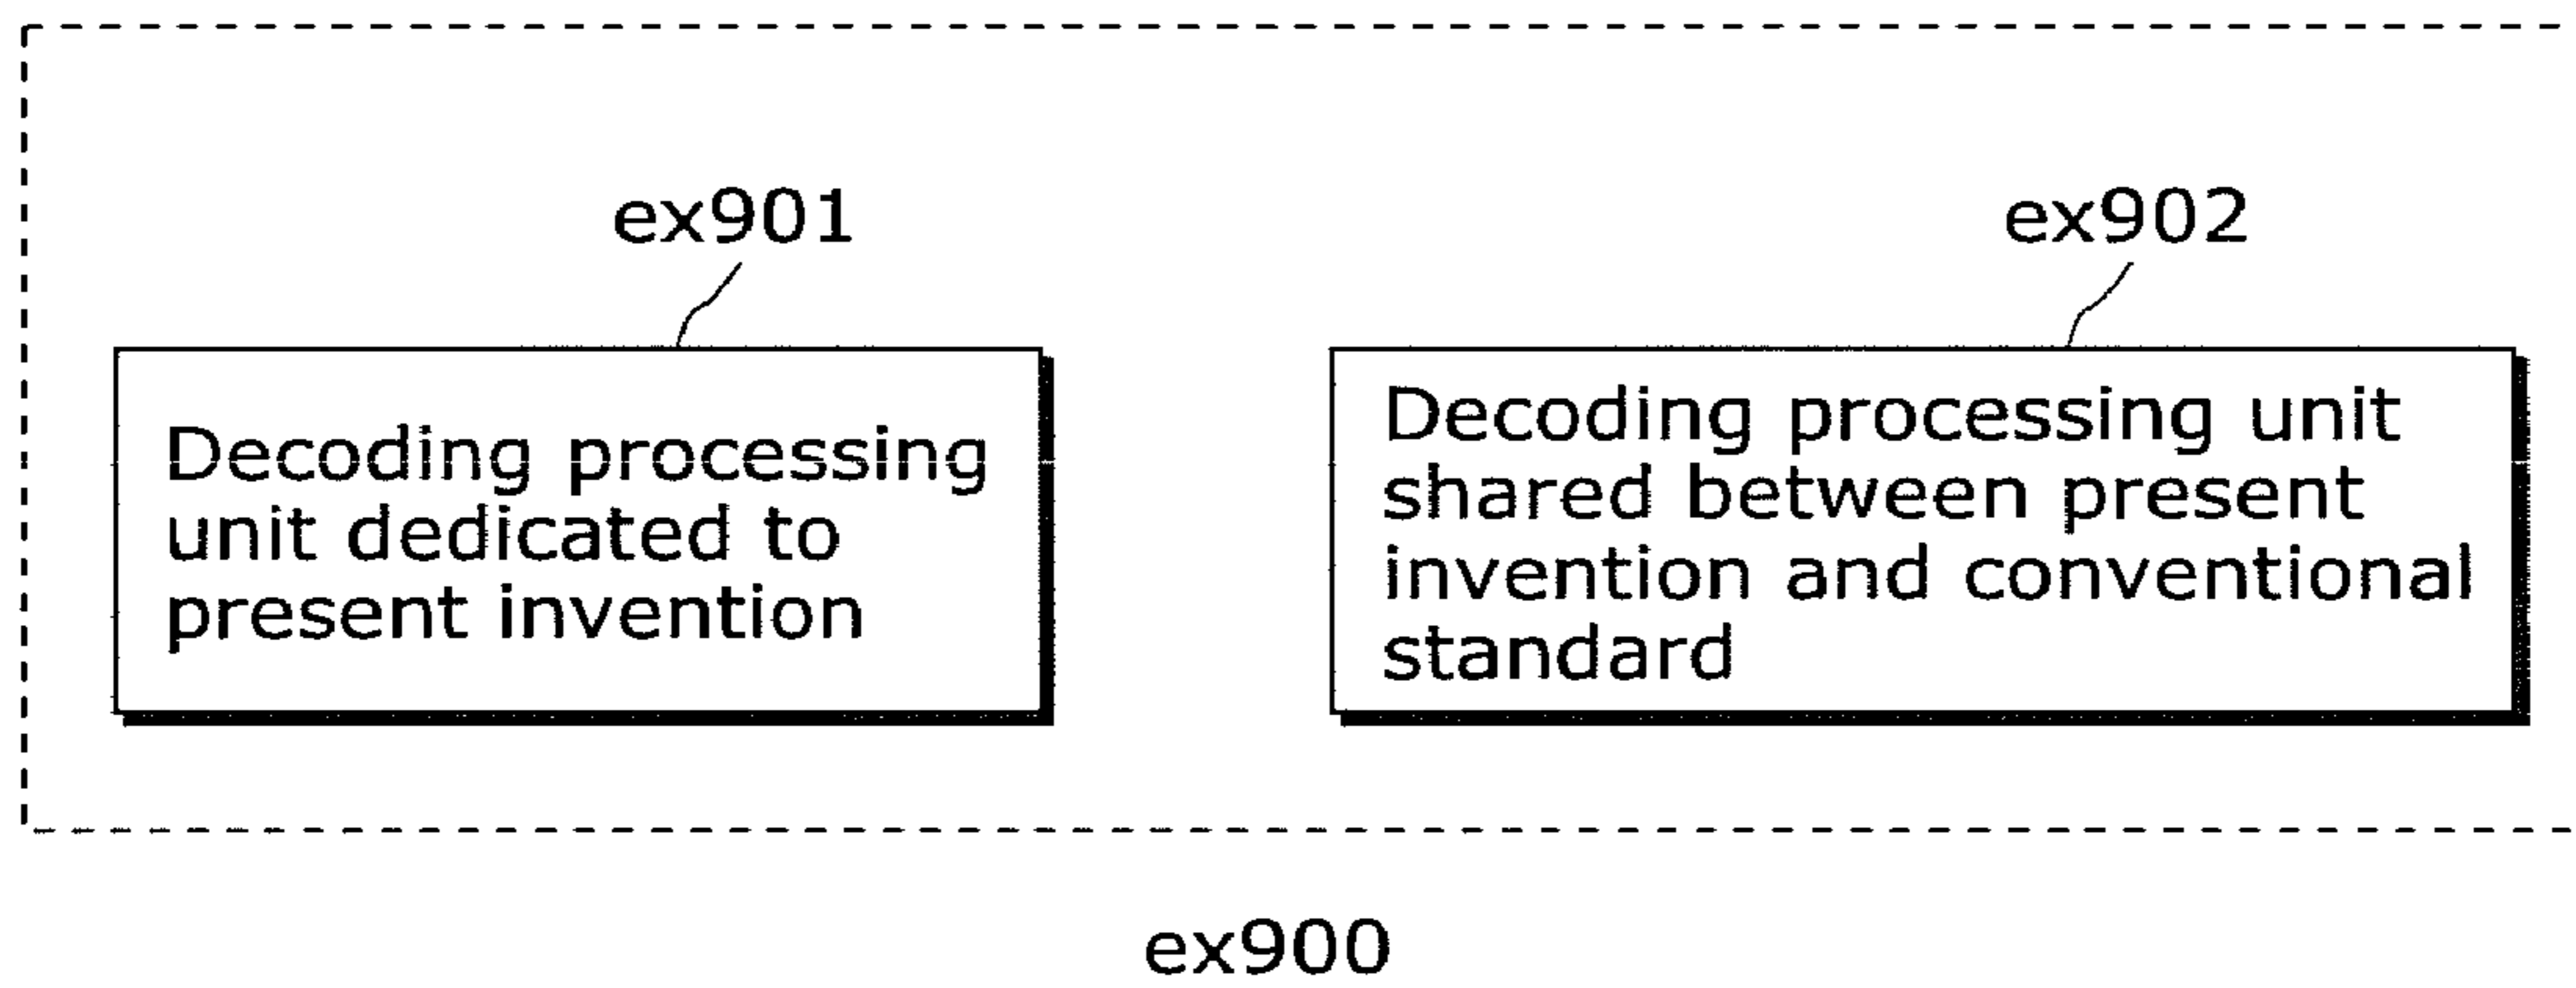 ex901
ex902
Decoding processing
unit dedicated to
present invention
Decoding processing unit
shared between present
invention and conventional
standard
ex900